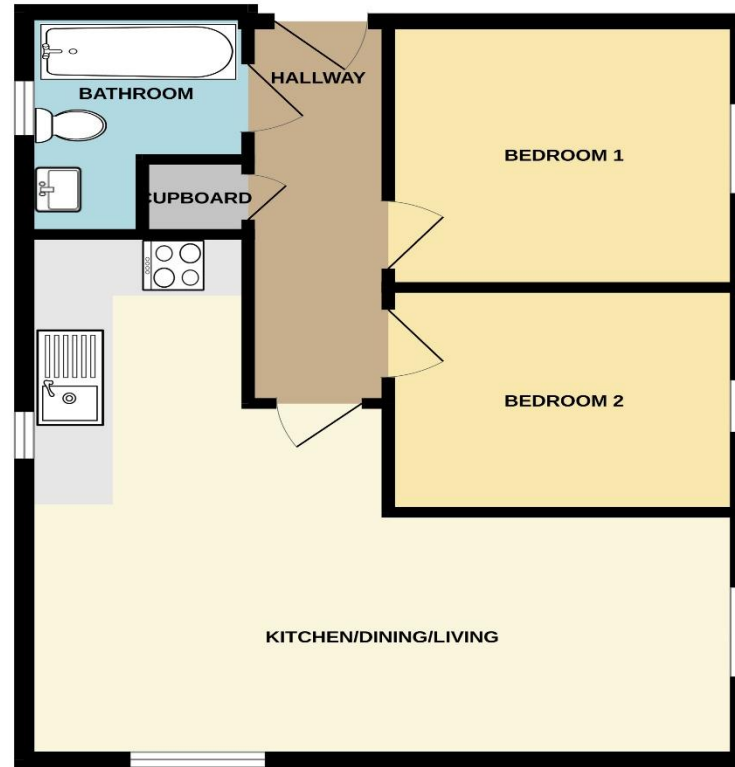 HALLWAY
BATHROOM
BEDROOM 1
CUPBOARD
BEDROOM 2
KITCHEN/DINING/LIVING